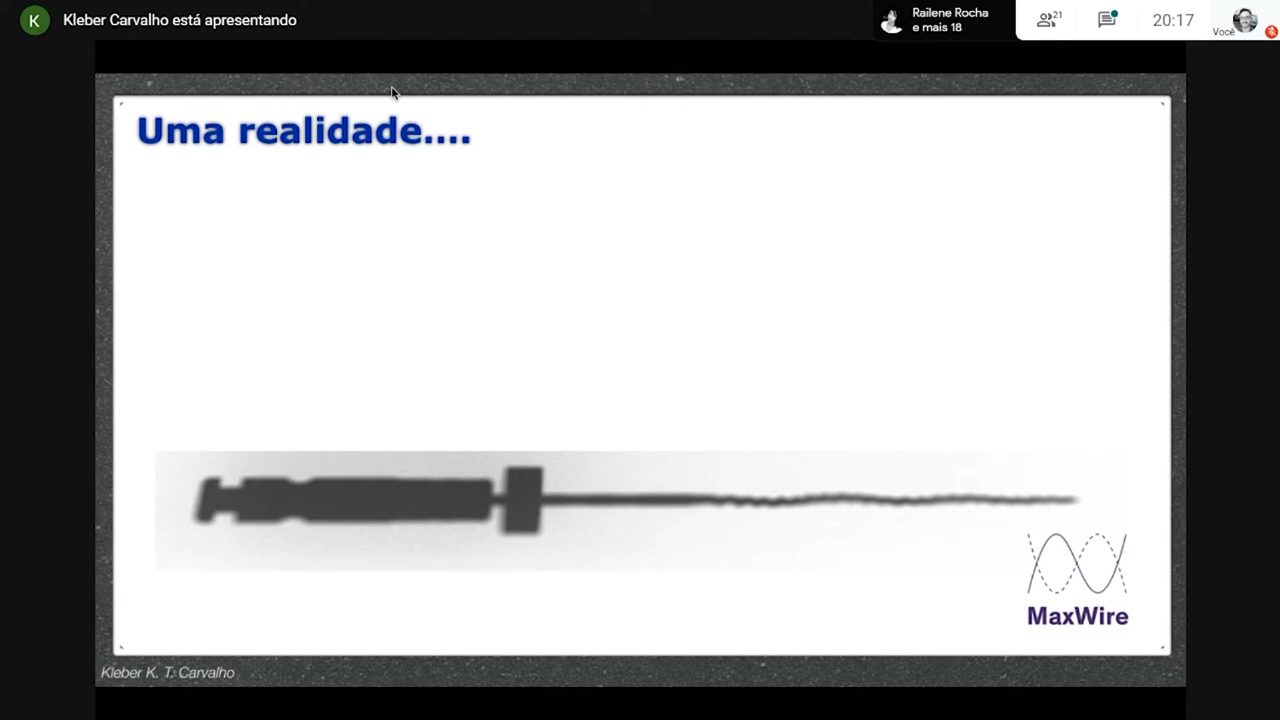 K
Kleber Carvalho está apresentando
Railene Rocha
e mais 18
21
20:17
Você
Uma realidade....
MaxWire
Kleber K. T. Carvalho